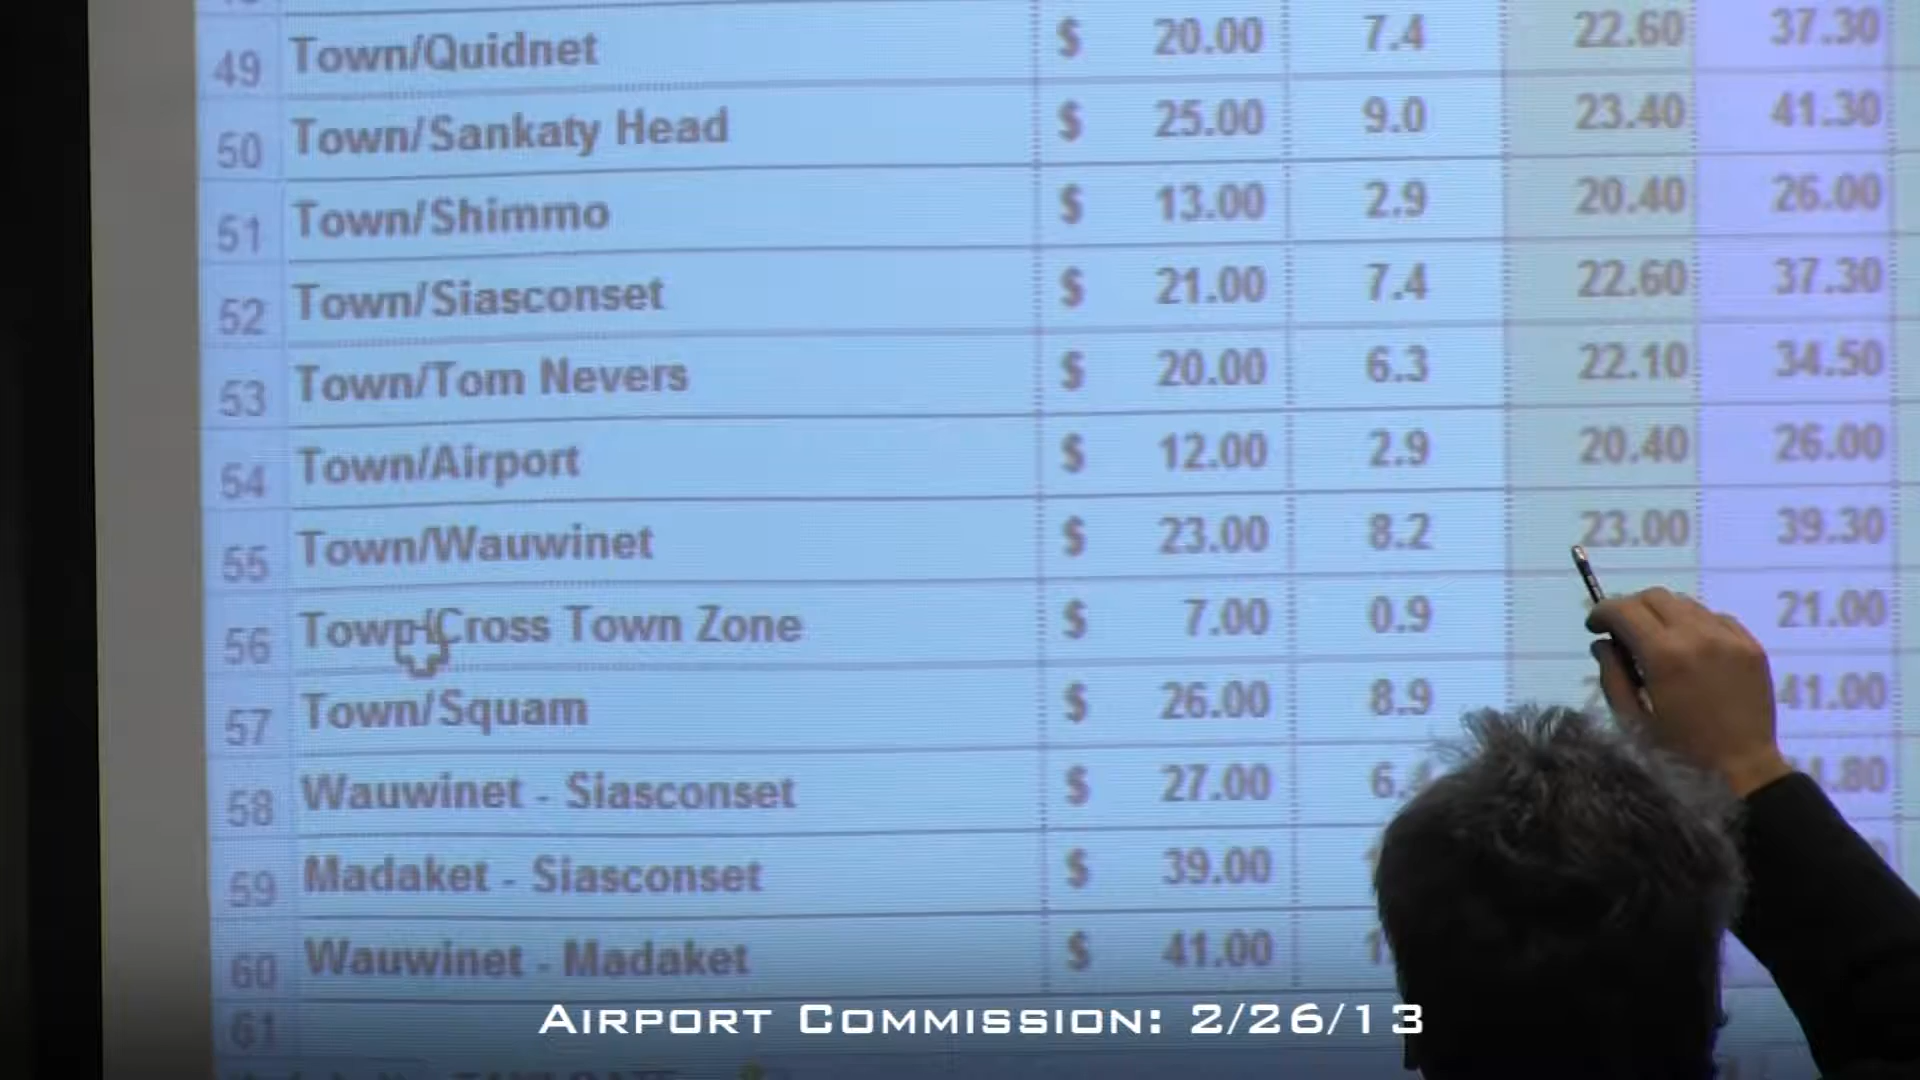 49 Town/Quidnet $ 20.00 7.4 22.60 37.30
50 Town/Sankaty Head $ 25.00 9.0 23.40 41.30
51 Town/Shimmo $ 13.00 2.9 20.40 26.00
52 Town/Siasconset $ 21.00 7.4 22.60 37.30
53 Town/Tom Nevers $ 20.00 6.3 22.10 34.50
54 Town/Airport $ 12.00 2.9 20.40 26.00
55 Town/Wauwinet $ 23.00 8.2 23.00 39.30
56 Town/Cross Town Zone $ 7.00 0.9 21.00
57 Town/Squam $ 26.00 8.9 41.00
58 Wauwinet - Siasconset $ 27.00
59 Madaket - Siasconset $ 39.00
60 Wauwinet - Madaket $ 41.00
61
Airport Commission: 2/26/13